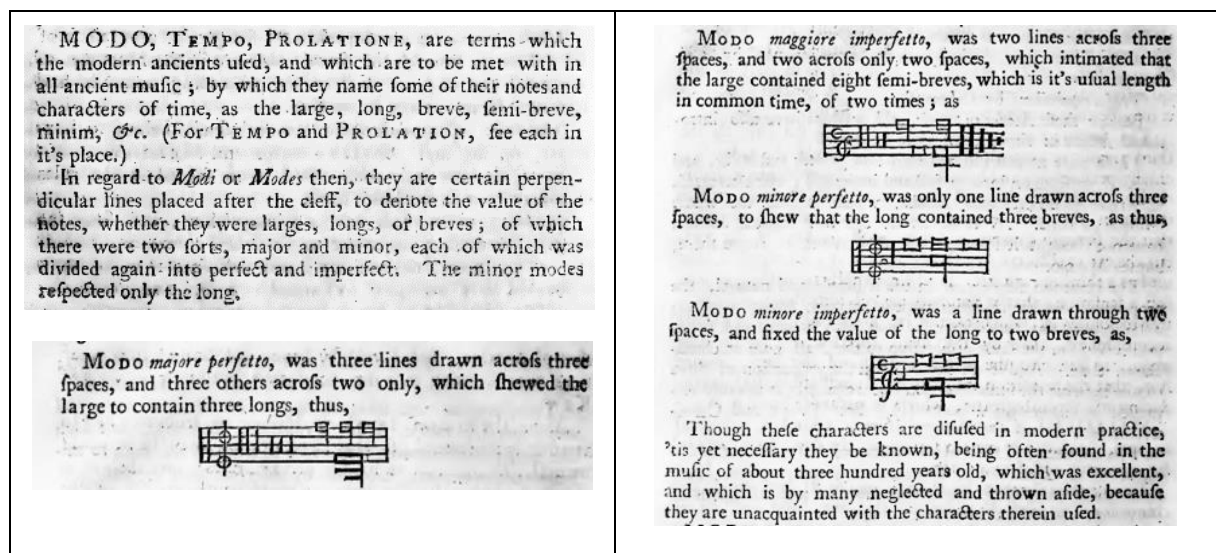 MODO, TEMPO, PROLATIONE, are terms which
the modern ancients uſed, and which are to be met with in
all ancient muſic ; by which they name ſome of their notes and
characters of time, as the large, long, breve, ſemi-breve,
minim, &c. (For TEMPO and PROLATION, ſee each in
it's place.)
In regard to Modi or Modes then, they are certain perpen-
dicular lines placed after the cleff, to denote the value of the
notes, whether they were larges, longs, or breves ; of which
there were two ſorts, major and minor, each of which was
divided again into perfect and imperfect. The minor modes
reſpected only the long.
MODO majore perfetto, was three lines drawn acroſs three
ſpaces, and three others acroſs two only, which ſhewed the
large to contain three longs, thus,
MODO maggiore imperfetto, was two lines acroſs three
ſpaces, and two acroſs only two ſpaces, which intimated that
the large contained eight ſemi-breves, which is it's uſual length
in common time, of two times ; as
MODO minore perfetto, was only one line drawn acroſs three
ſpaces, to ſhew that the long contained three breves, as thus,
MODO minore imperfetto, was a line drawn through two
ſpaces, and fixed the value of the long to two breves, as,
Though theſe characters are diſuſed in modern practice,
'tis yet neceſſary they be known, being often found in the
muſic of about three hundred years old, which was excellent,
and which is by many neglected and thrown aſide, becauſe
they are unacquainted with the characters therein uſed.